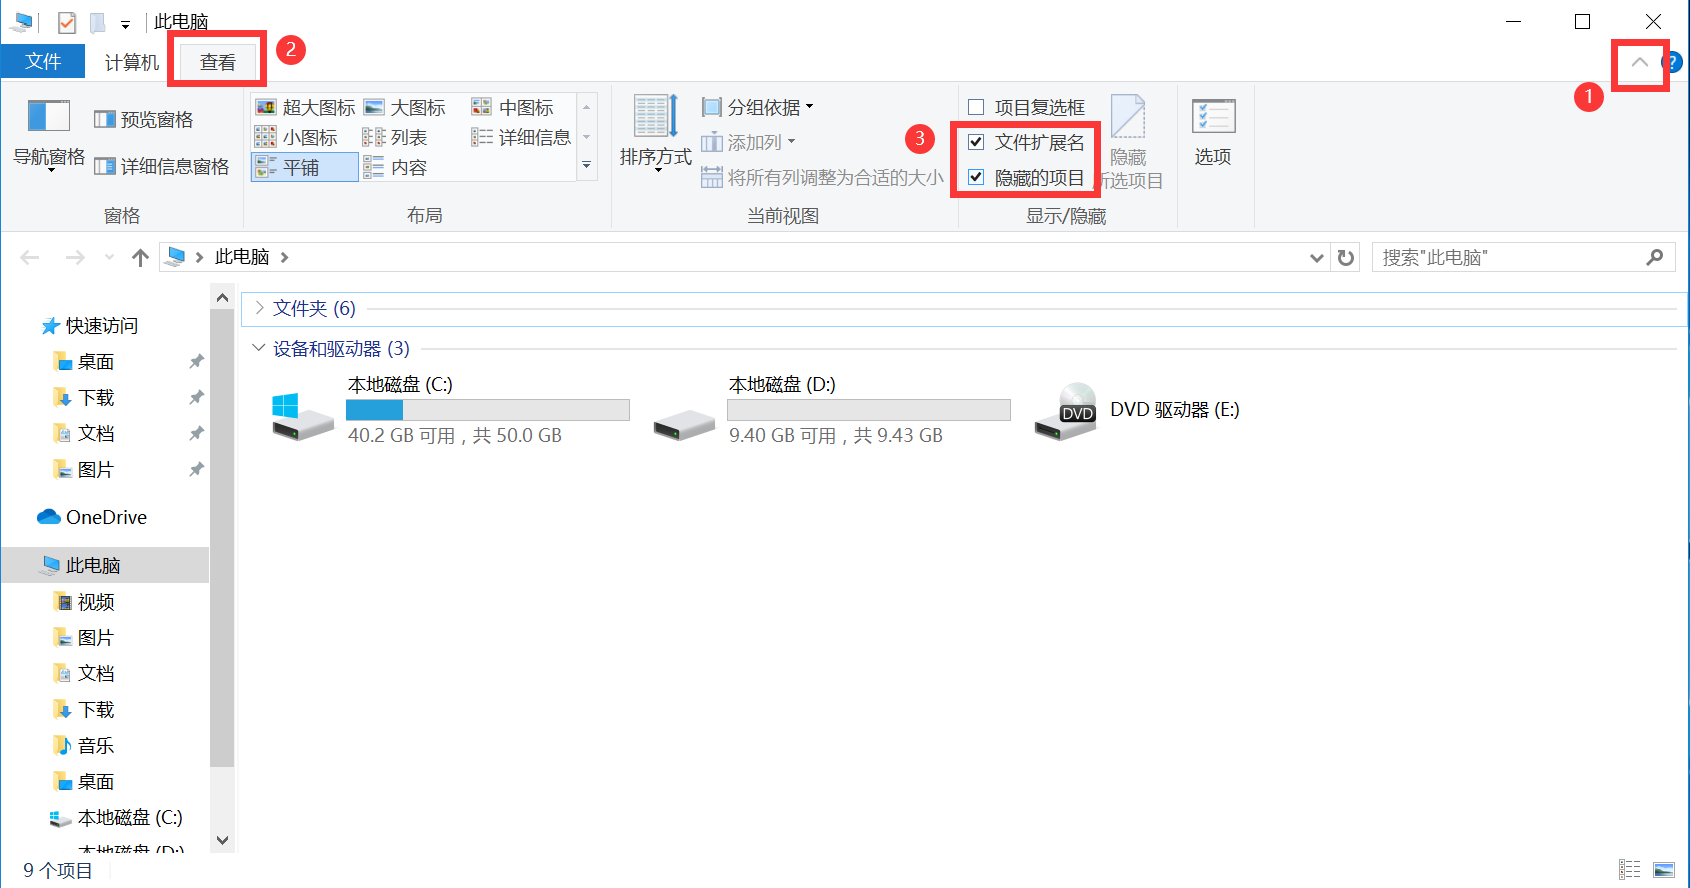 此电脑
文件 计算机 查看 2
1
?
超大图标 大图标 中图标
小图标 列表 详细信息
平铺 内容
导航窗格
预览窗格
详细信息窗格
窗格
布局
排序方式
分组依据
添加列
将所有列调整为合适的大小
当前视图
3
项目复选框
文件扩展名
隐藏的项目
隐藏
所选项目
显示/隐藏
选项
此电脑
搜索"此电脑"
快速访问
桌面
下载
文档
图片
OneDrive
此电脑
视频
图片
文档
下载
音乐
桌面
本地磁盘 (C:)
本地磁盘 (D:)
文件夹 (6)
设备和驱动器 (3)
本地磁盘 (C:)
40.2 GB 可用，共 50.0 GB
本地磁盘 (D:)
9.40 GB 可用，共 9.43 GB
DVD
DVD 驱动器 (E:)
9 个项目